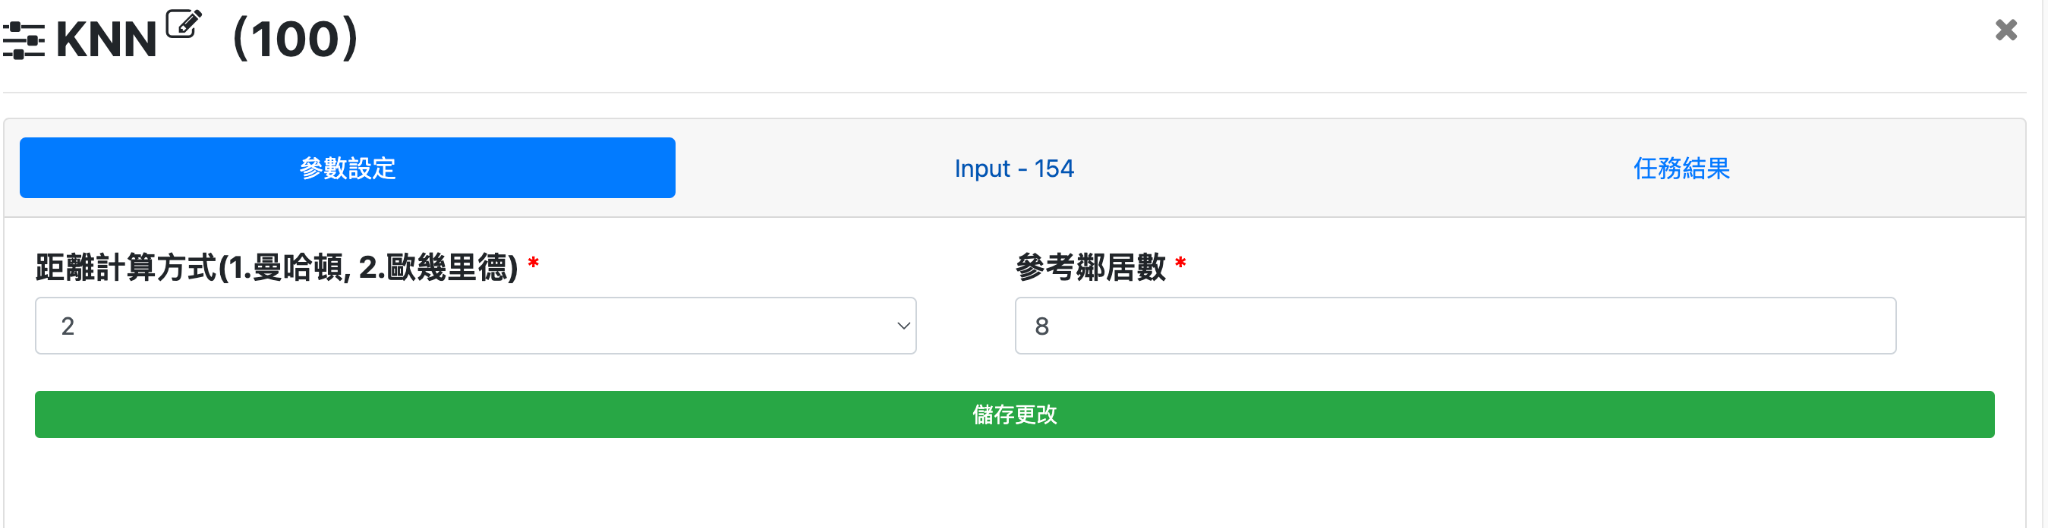 KNN (100)
參數設定
Input - 154
任務結果
距離計算方式(1.曼哈頓, 2.歐幾里德) *
參考鄰居數 *
2
8
儲存更改